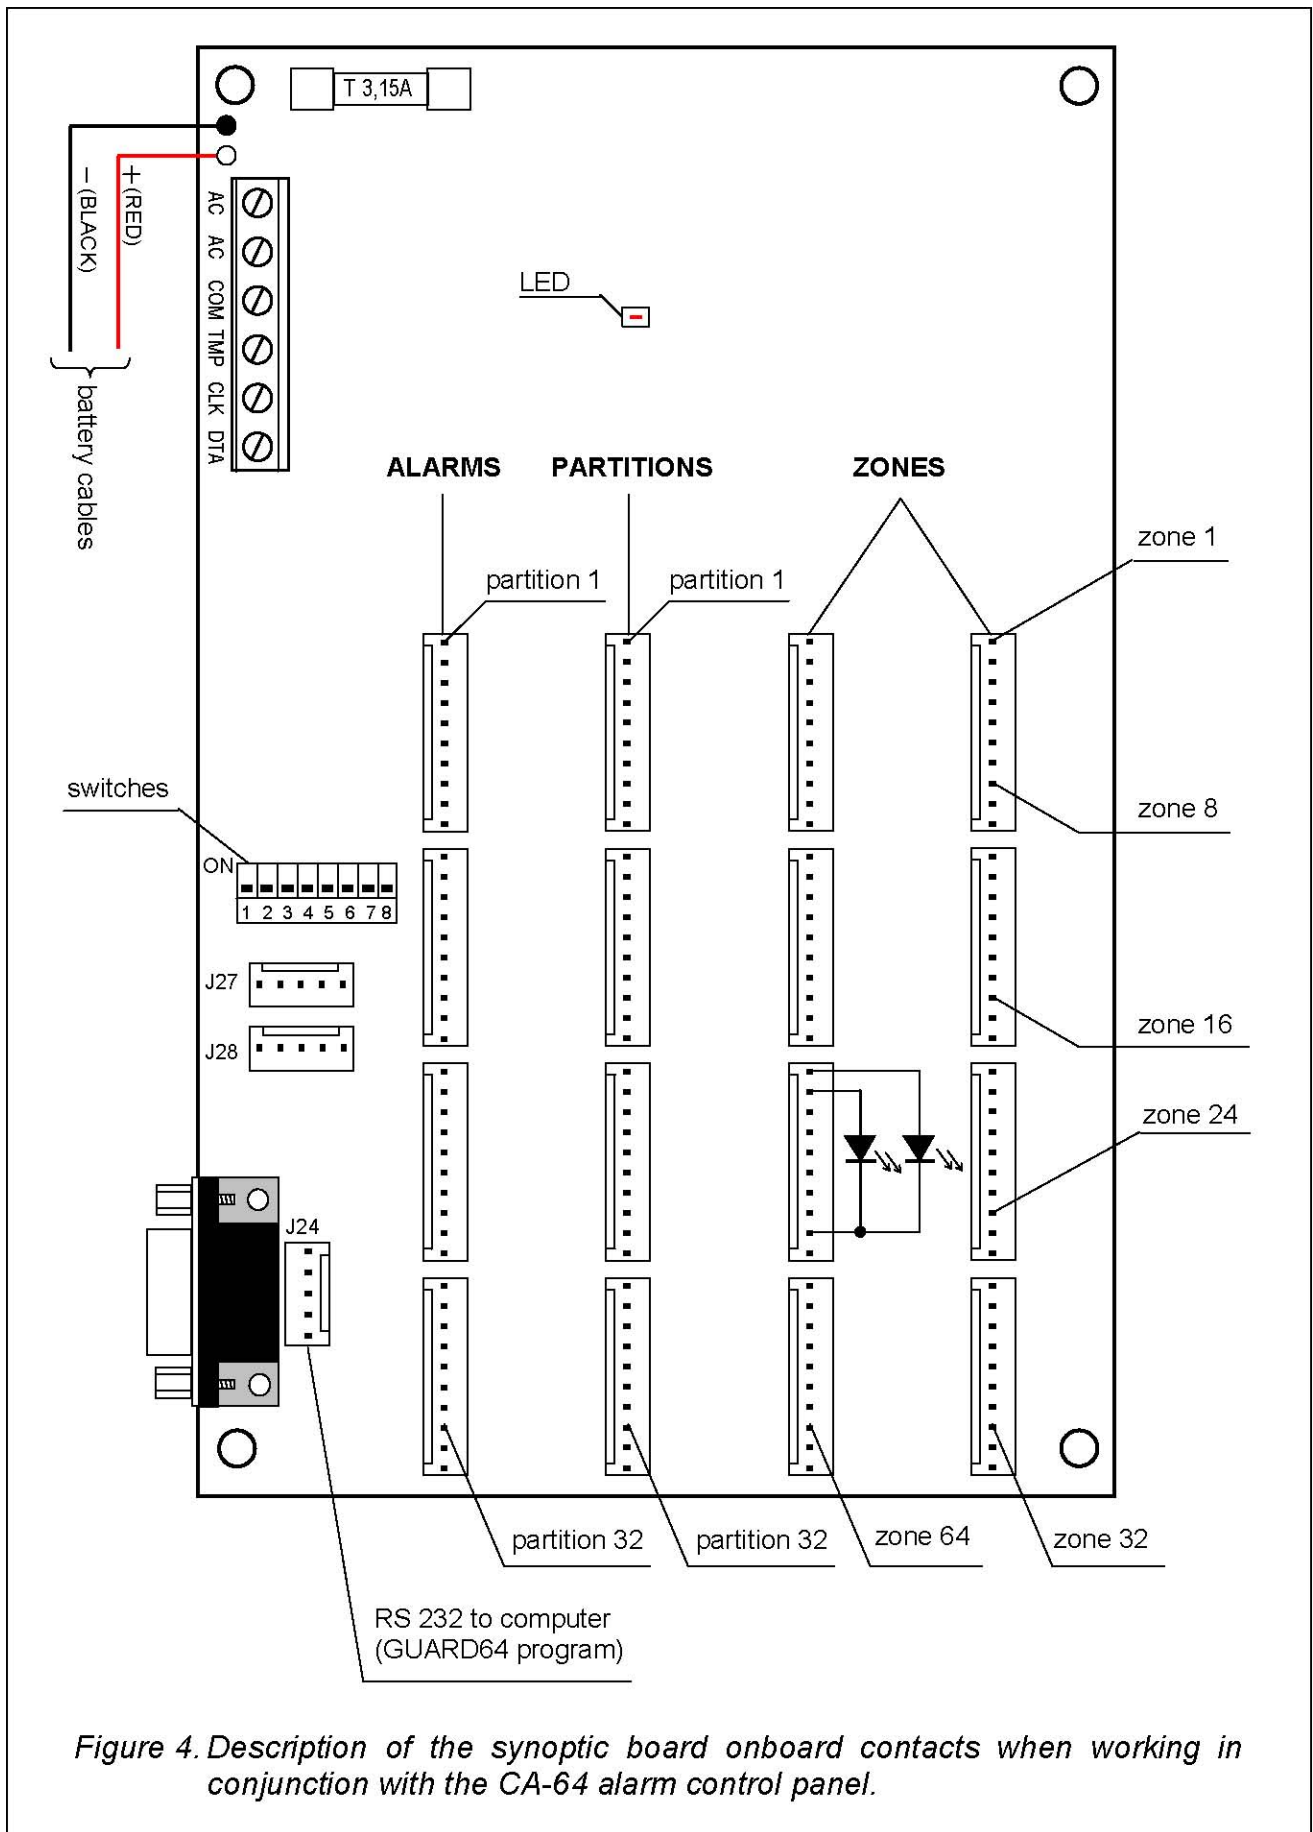 T 3,15A
– (BLACK)
+ (RED)
AC
AC
COM
TMP
CLK
DTA
battery cables
LED
ALARMS
PARTITIONS
ZONES
partition 1
partition 1
zone 1
zone 8
switches
ON
1 2 3 4 5 6 7 8
J27
J28
zone 16
zone 24
J24
partition 32
partition 32
zone 64
zone 32
RS 232 to computer
(GUARD64 program)
Figure 4. Description of the synoptic board onboard contacts when working in
conjunction with the CA-64 alarm control panel.